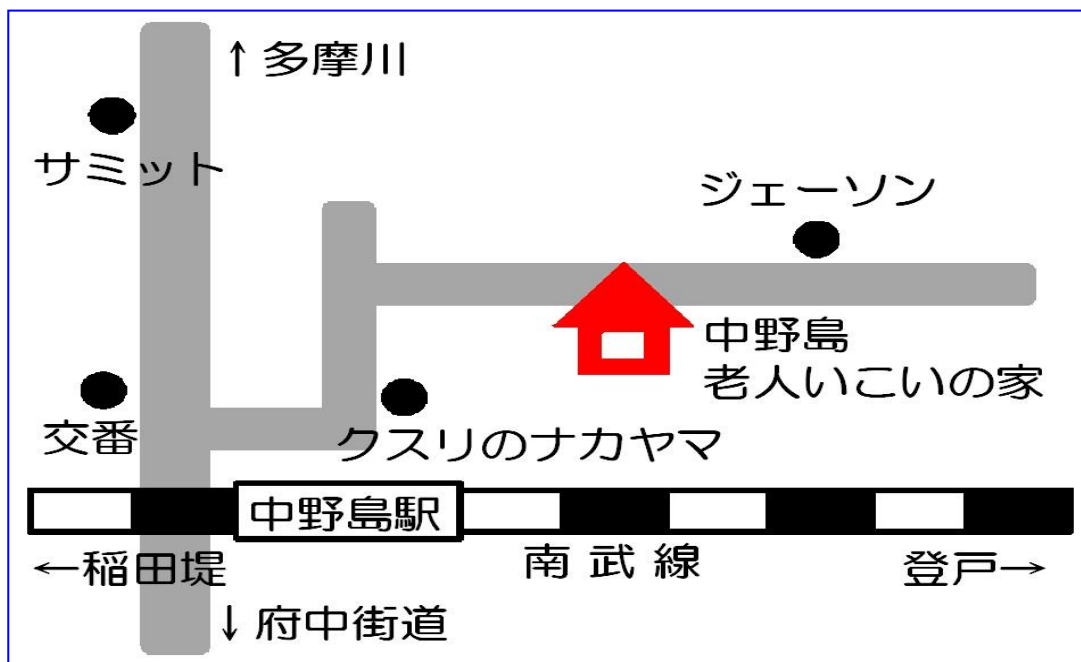 ↑ 多摩川
サミット
ジェーソン
中野島
老人いこいの家
交番
クスリのナカヤマ
中野島駅
←稲田堤
南 武 線
登戸→
↓ 府中街道